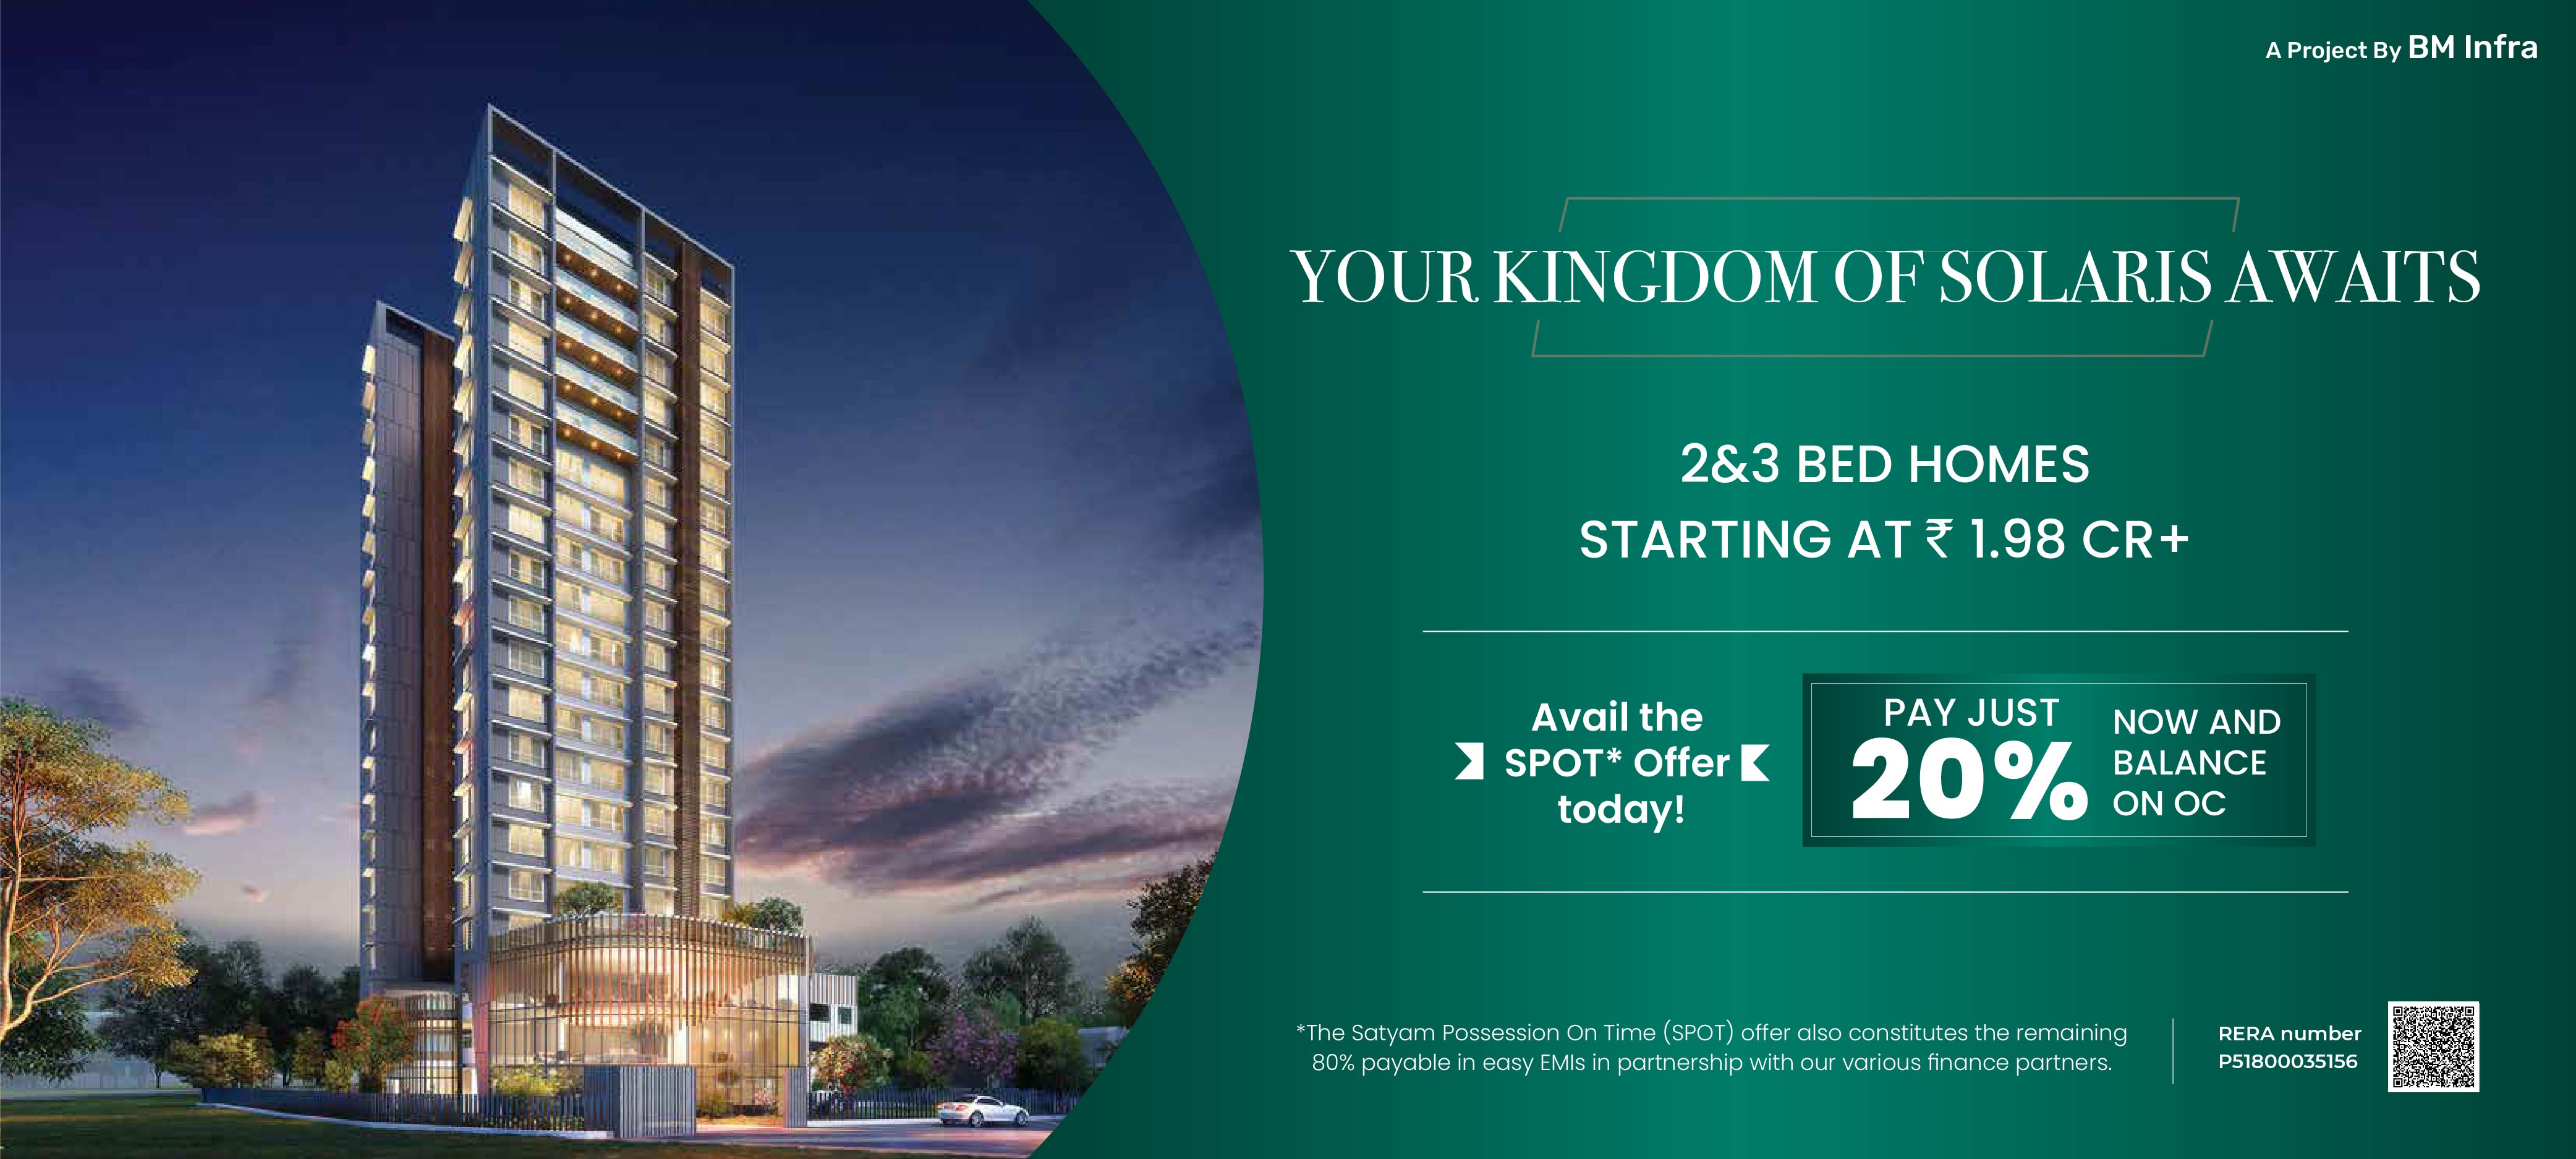 A Project By BM Infra
YOUR KINGDOM OF SOLARIS AWAITS
2&3 BED HOMES
STARTING AT ₹ 1.98 CR+
Avail the
SPOT* Offer
today!
PAY JUST
20%
NOW AND
BALANCE
ON OC
*The Satyam Possession On Time (SPOT) offer also constitutes the remaining
80% payable in easy EMIs in partnership with our various finance partners.
RERA number
P51800035156